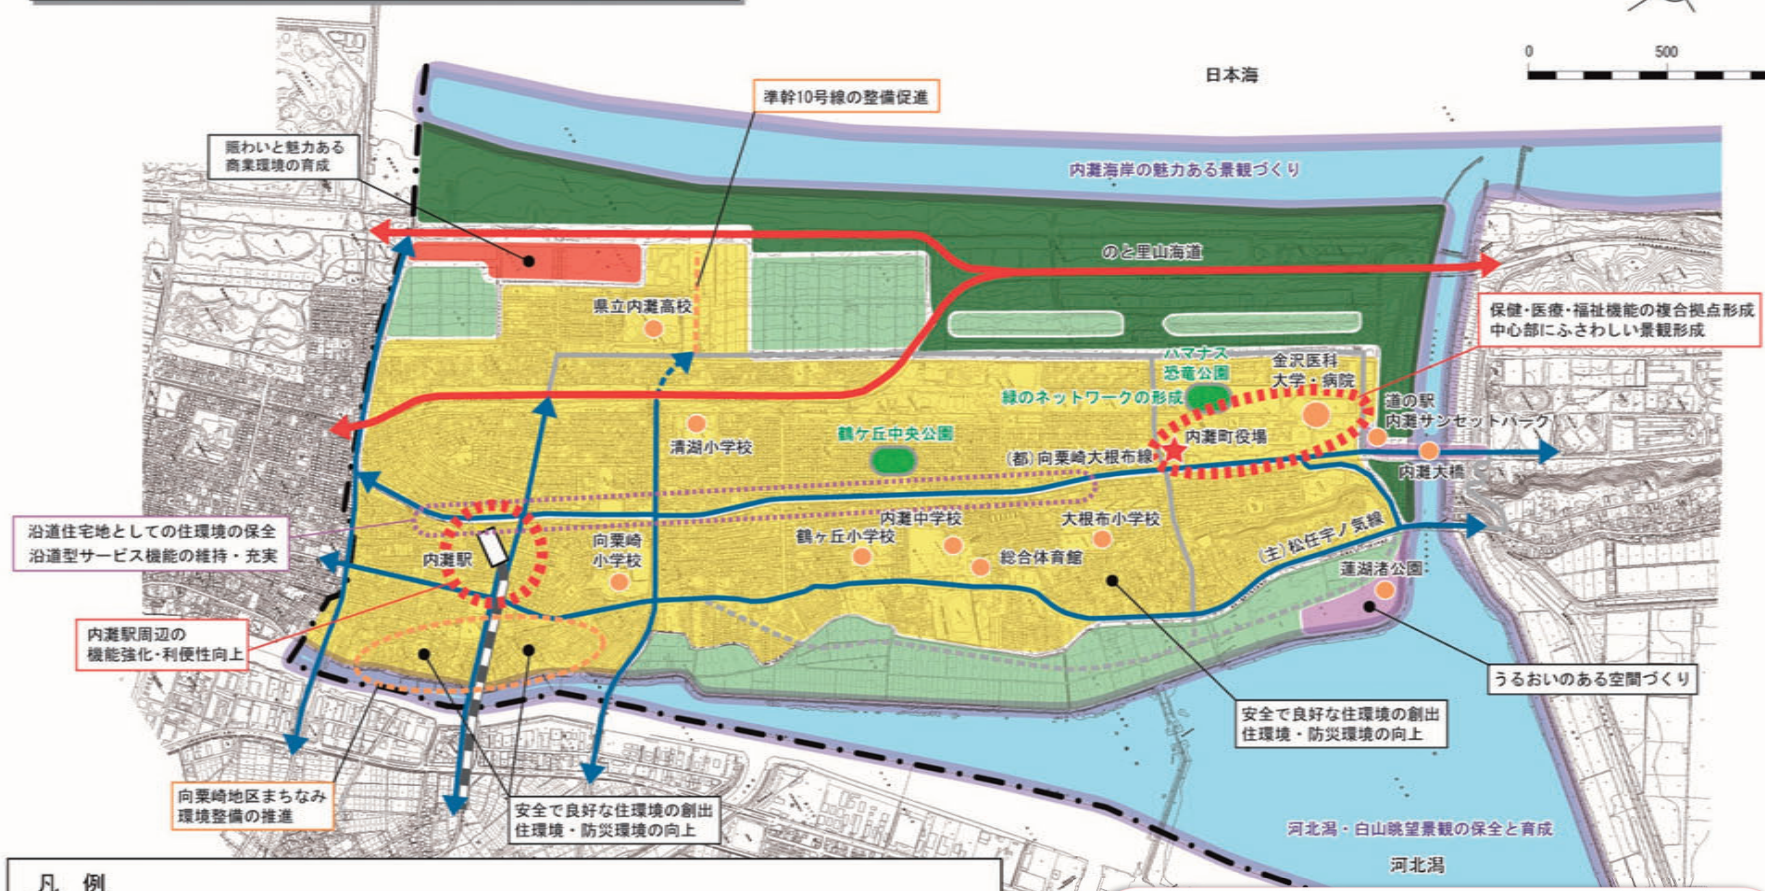 0 500
日本海
準幹10号線の整備促進
賑わいと魅力ある
商業環境の育成
内灘海岸の魅力ある景観づくり
のと里山海道
県立内灘高校
保健・医療・福祉機能の複合拠点形成
中心部にふさわしい景観形成
ハマナス
恐竜公園
金沢医科
大学・病院
緑のネットワークの形成
道の駅
内灘サンセットパーク
清湖小学校
鶴ケ丘中央公園
内灘町役場
(都)向粟崎大根布線
内灘大橋
沿道住宅地としての住環境の保全
沿道型サービス機能の維持・充実
内灘駅
向粟崎
小学校
鶴ヶ丘小学校
内灘中学校
総合体育館
大根布小学校
(主)松任宇ノ気線
蓮湖渚公園
内灘駅周辺の
機能強化・利便性向上
うるおいのある空間づくり
安全で良好な住環境の創出
住環境・防災環境の向上
向粟崎地区まちなみ
環境整備の推進
安全で良好な住環境の創出
住環境・防災環境の向上
河北潟・白山眺望景観の保全と育成
河北潟
凡 例